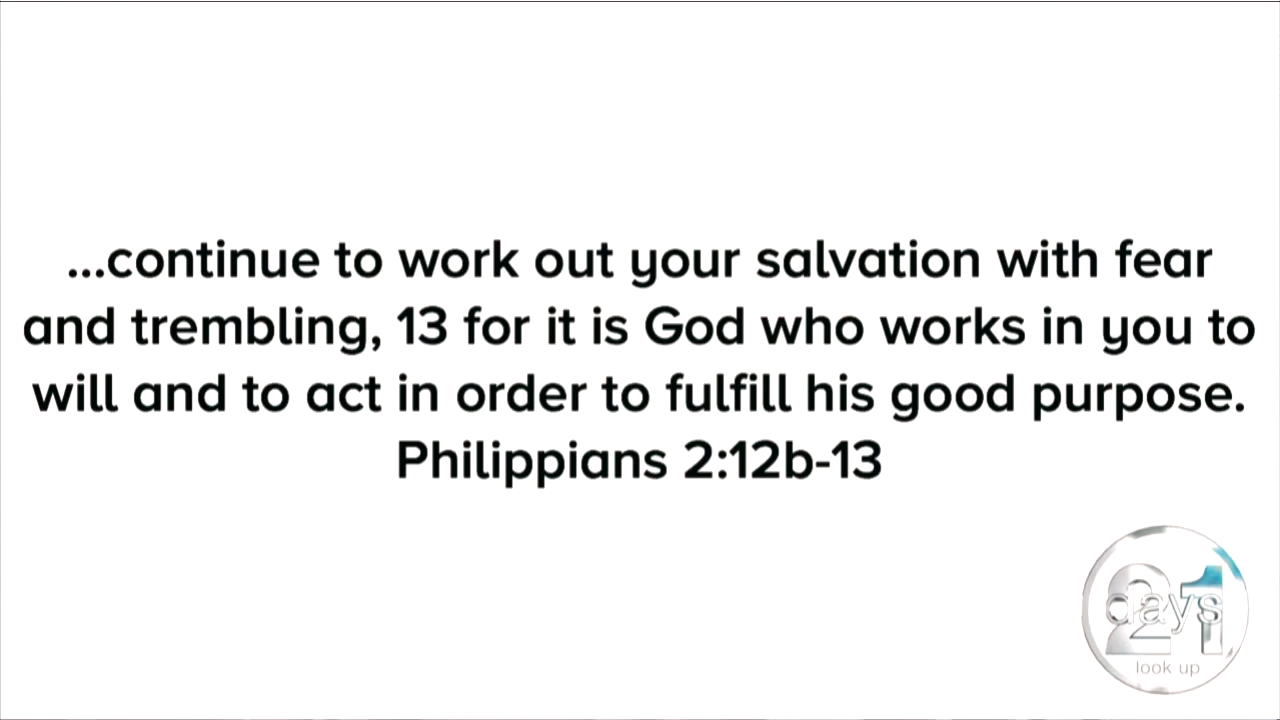 ...continue to work out your salvation with fear
and trembling, 13 for it is God who works in you to
will and to act in order to fulfill his good purpose.
Philippians 2:12b-13
21
days
look up